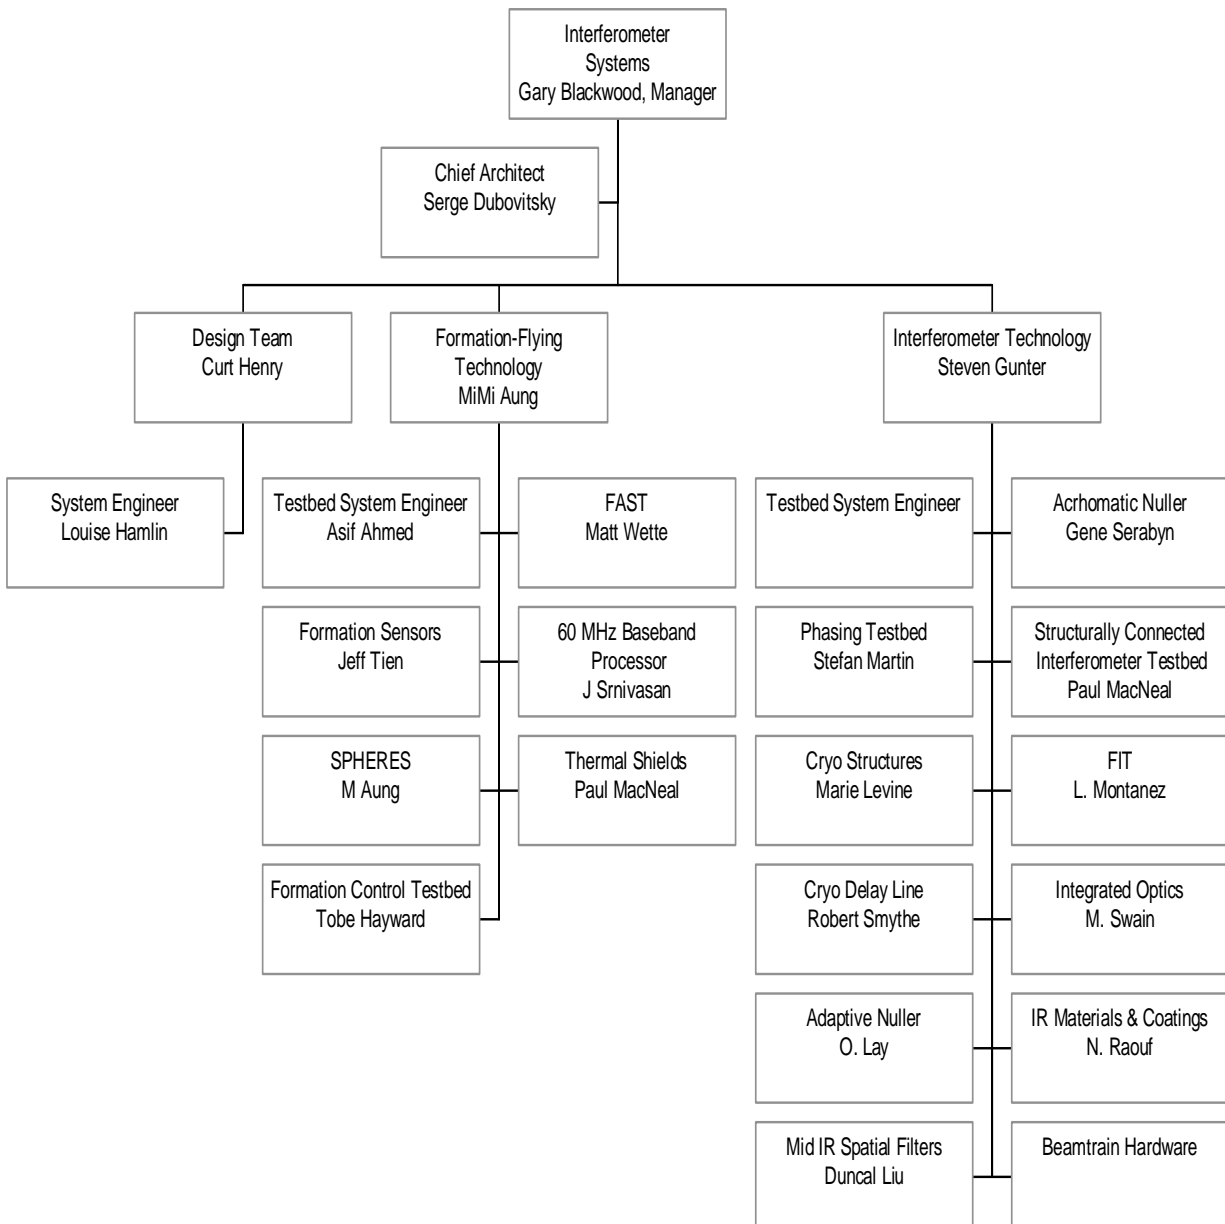 Interferometer
Systems
Gary Blackwood, Manager
Chief Architect
Serge Dubovitsky
Design Team
Curt Henry
Formation-Flying
Technology
MiMi Aung
Interferometer Technology
Steven Gunter
System Engineer
Louise Hamlin
Testbed System Engineer
Asif Ahmed
FAST
Matt Wette
Testbed System Engineer
Acrhomatic Nuller
Gene Serabyn
Formation Sensors
Jeff Tien
60 MHz Baseband
Processor
J Srnivasan
Phasing Testbed
Stefan Martin
Structurally Connected
Interferometer Testbed
Paul MacNeal
SPHERES
M Aung
Thermal Shields
Paul MacNeal
Cryo Structures
Marie Levine
FIT
L. Montanez
Formation Control Testbed
Tobe Hayward
Cryo Delay Line
Robert Smythe
Integrated Optics
M. Swain
Adaptive Nuller
O. Lay
IR Materials & Coatings
N. Raouf
Mid IR Spatial Filters
Duncal Liu
Beamtrain Hardware